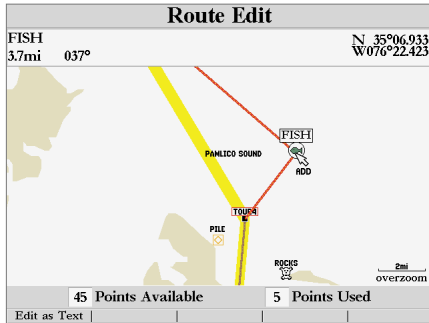 Route Edit
FISH
N 35°06.933
3.7mi 037°
W076°22.423
FISH
PAMLICO SOUND
ADD
PILE
ROCKS
2mi
overzoom
45 Points Available 5 Points Used
Edit as Text